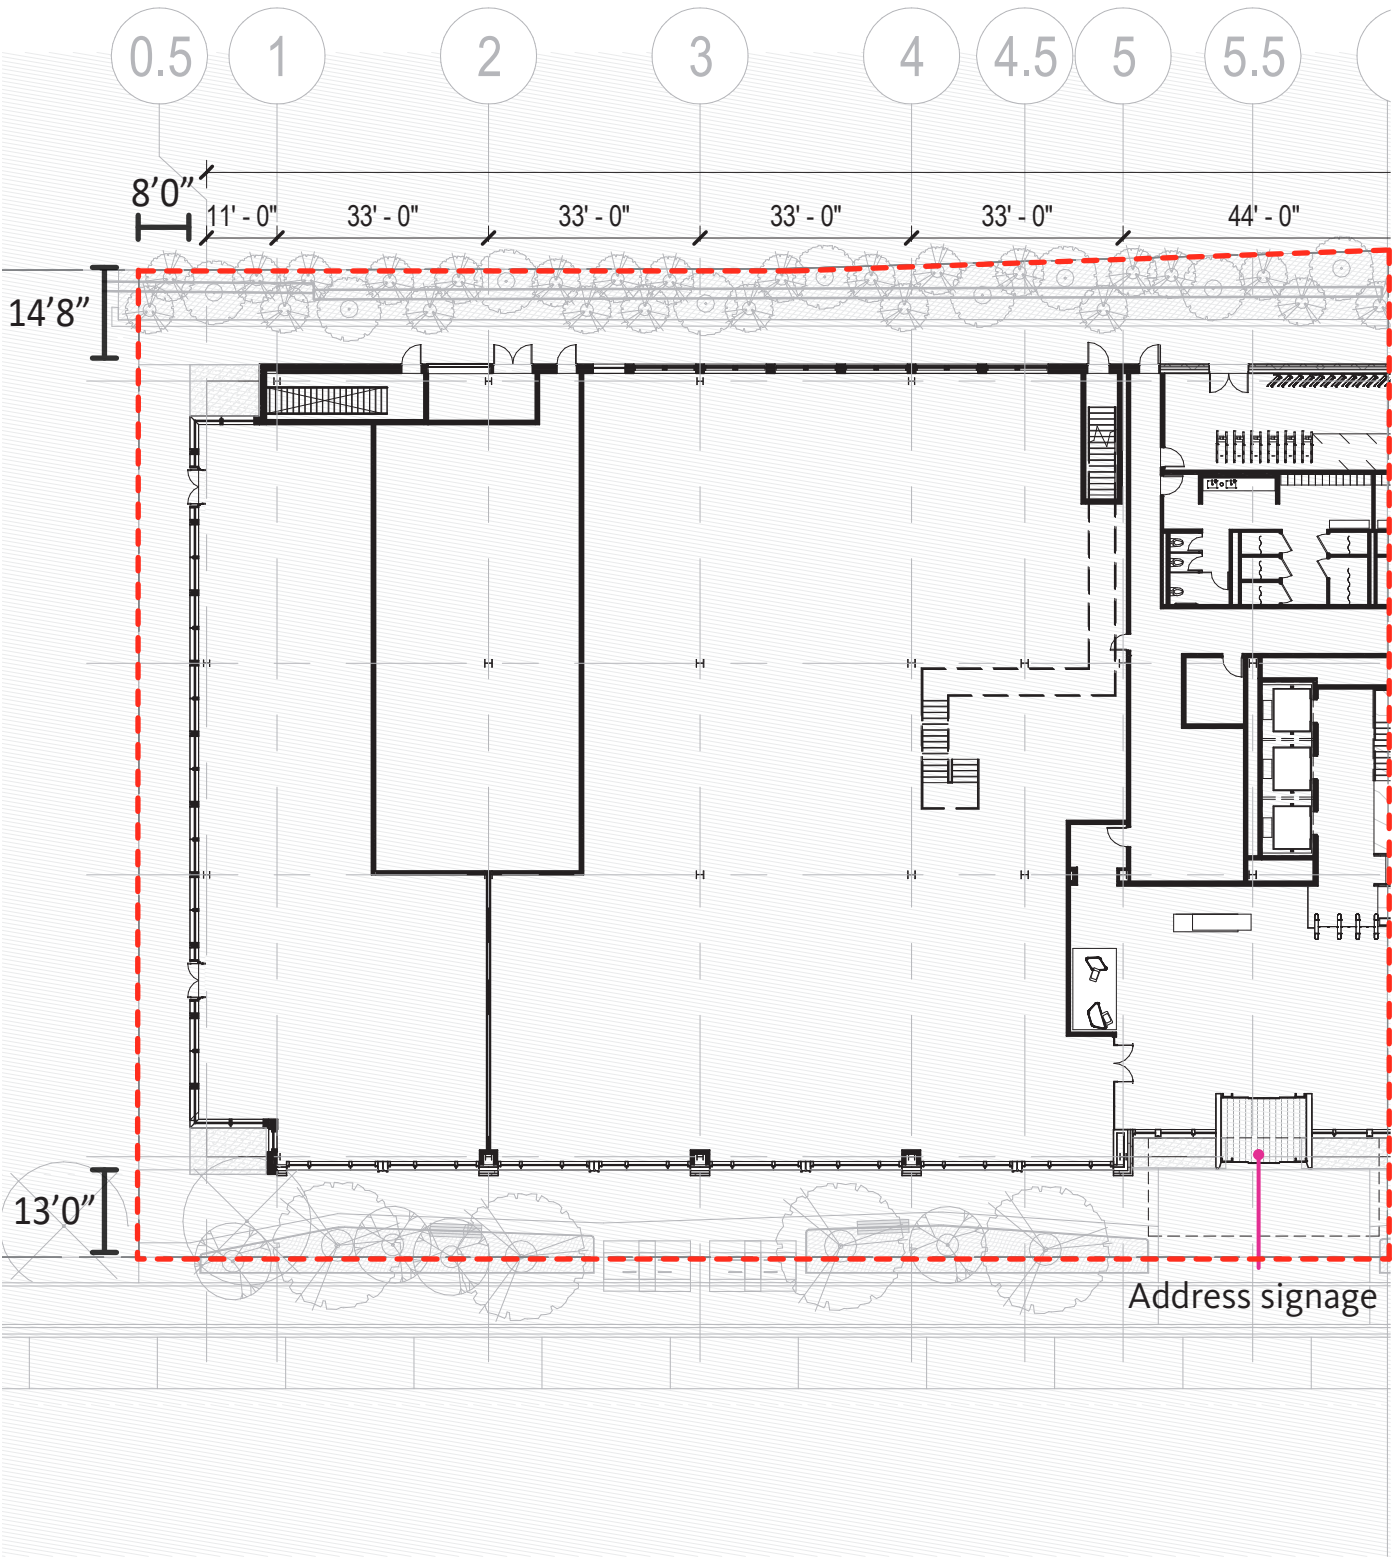 0.5 1 2 3 4 4.5 5 5.5
8’0”
11' - 0" 33' - 0" 33' - 0" 33' - 0" 33' - 0" 44' - 0"
14’8”
13’0”
Address signage